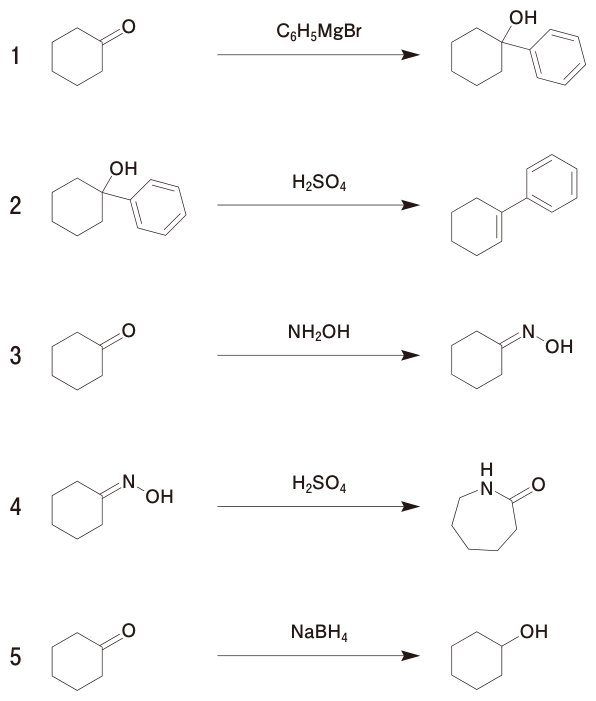 1 O C₆H₅MgBr OH
2 OH H₂SO₄
3 O NH₂OH N OH
4 N OH H₂SO₄ H N O
5 O NaBH₄ OH